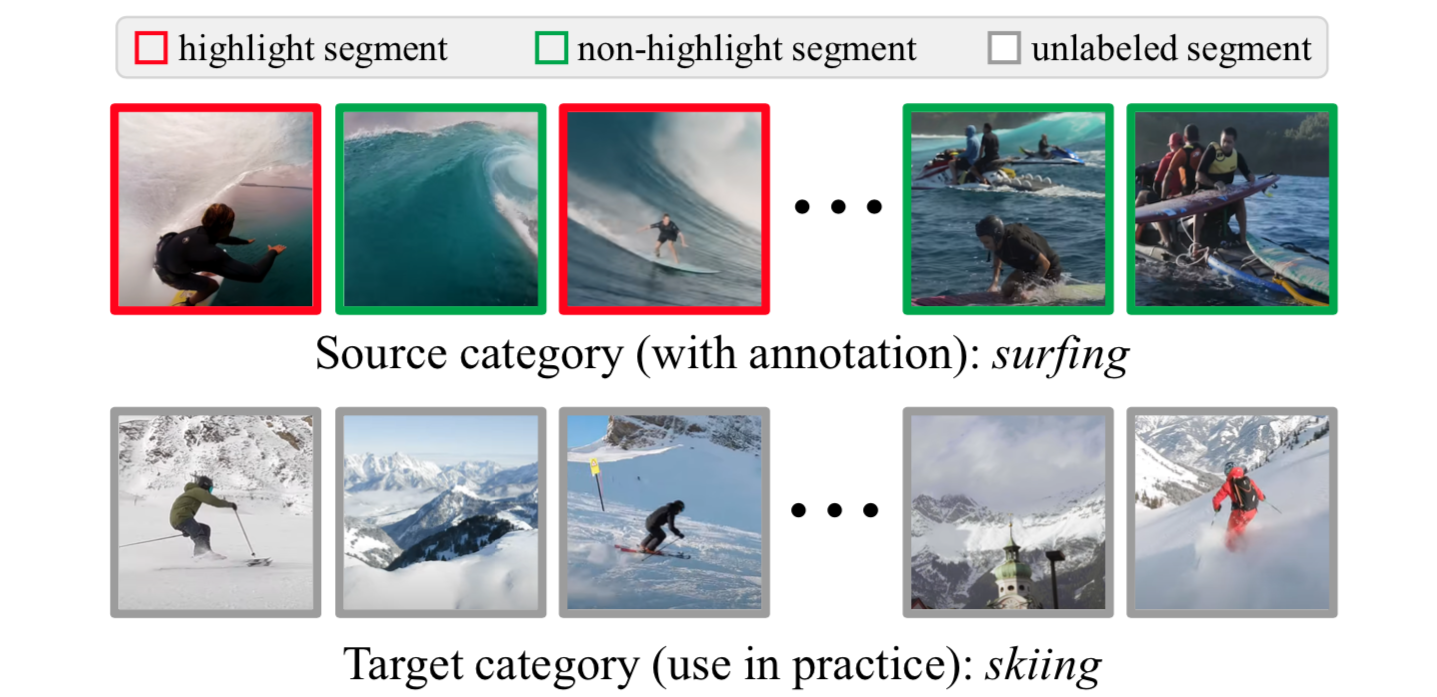 highlight segment non-highlight segment unlabeled segment
Source category (with annotation): surfing
Target category (use in practice): skiing